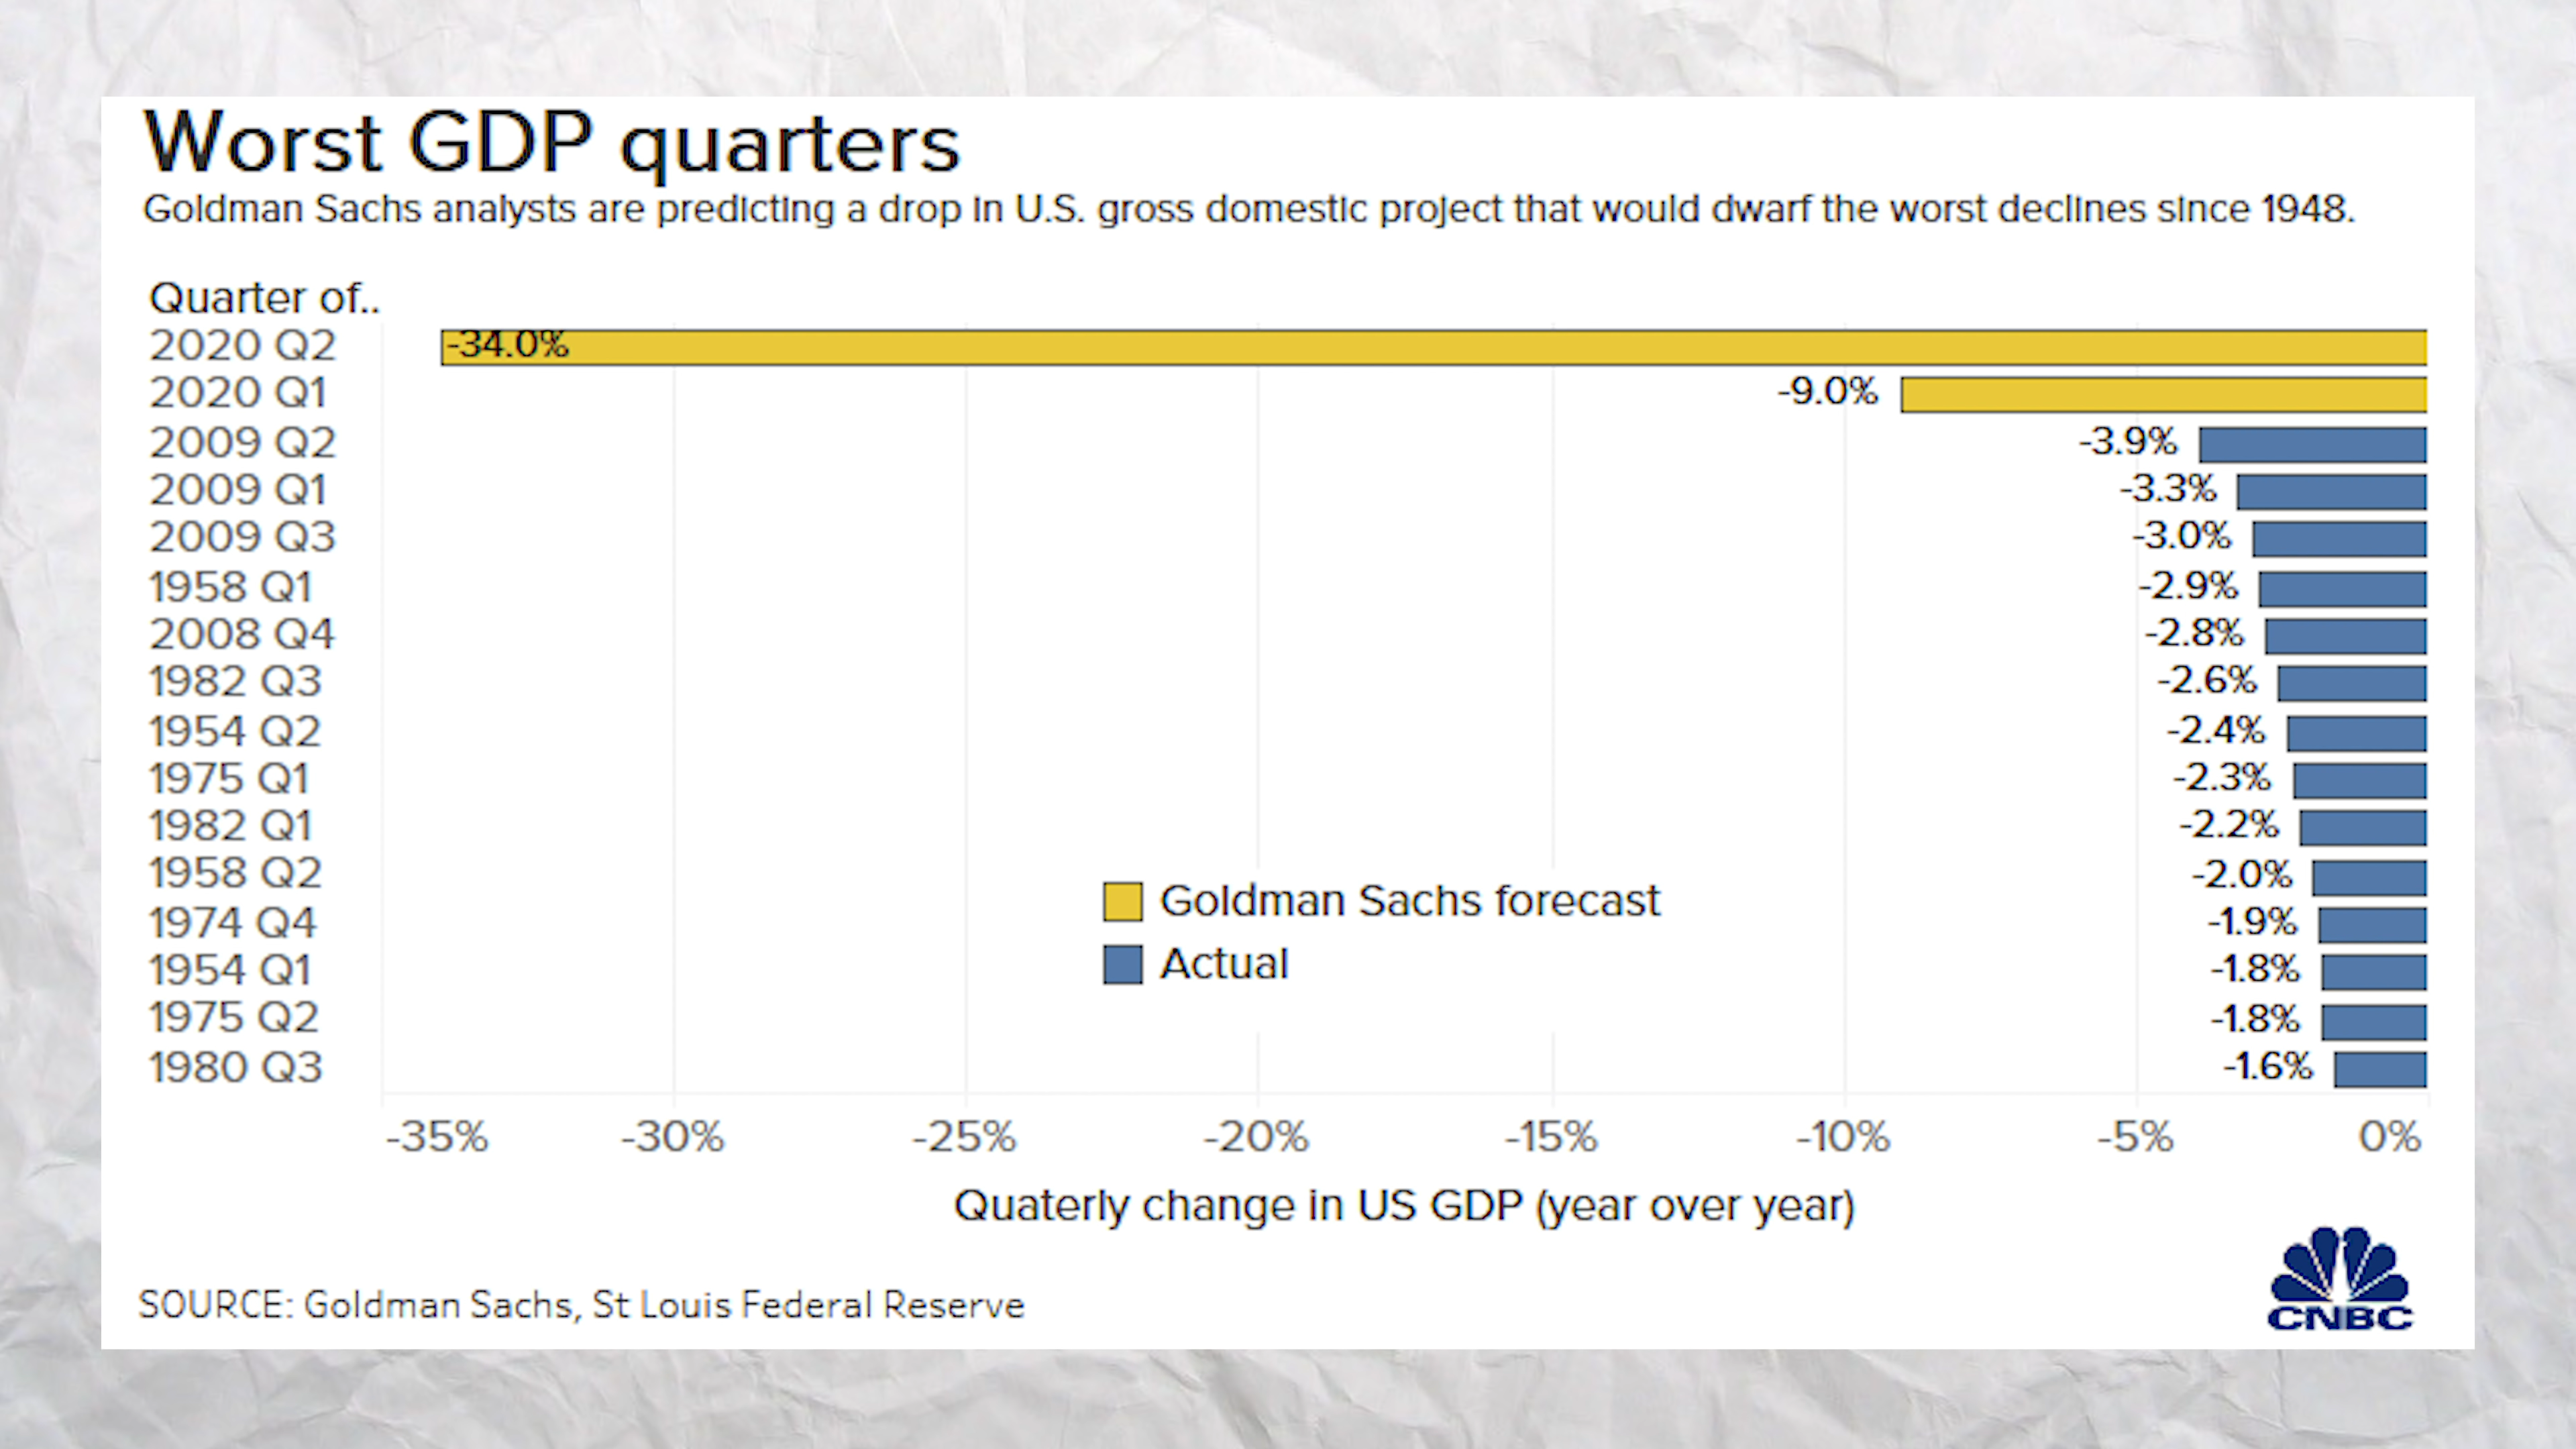 Worst GDP quarters
Goldman Sachs analysts are predicting a drop in U.S. gross domestic project that would dwarf the worst declines since 1948.
Quarter of..
2020 Q2 -34.0%
2020 Q1 -9.0%
2009 Q2 -3.9%
2009 Q1 -3.3%
2009 Q3 -3.0%
1958 Q1 -2.9%
2008 Q4 -2.8%
1982 Q3 -2.6%
1954 Q2 -2.4%
1975 Q1 -2.3%
1982 Q1 -2.2%
1958 Q2 -2.0%
1974 Q4 -1.9%
1954 Q1 -1.8%
1975 Q2 -1.8%
1980 Q3 -1.6%
Goldman Sachs forecast
Actual
-35% -30% -25% -20% -15% -10% -5% 0%
Quaterly change in US GDP (year over year)
SOURCE: Goldman Sachs, St Louis Federal Reserve
CNBC